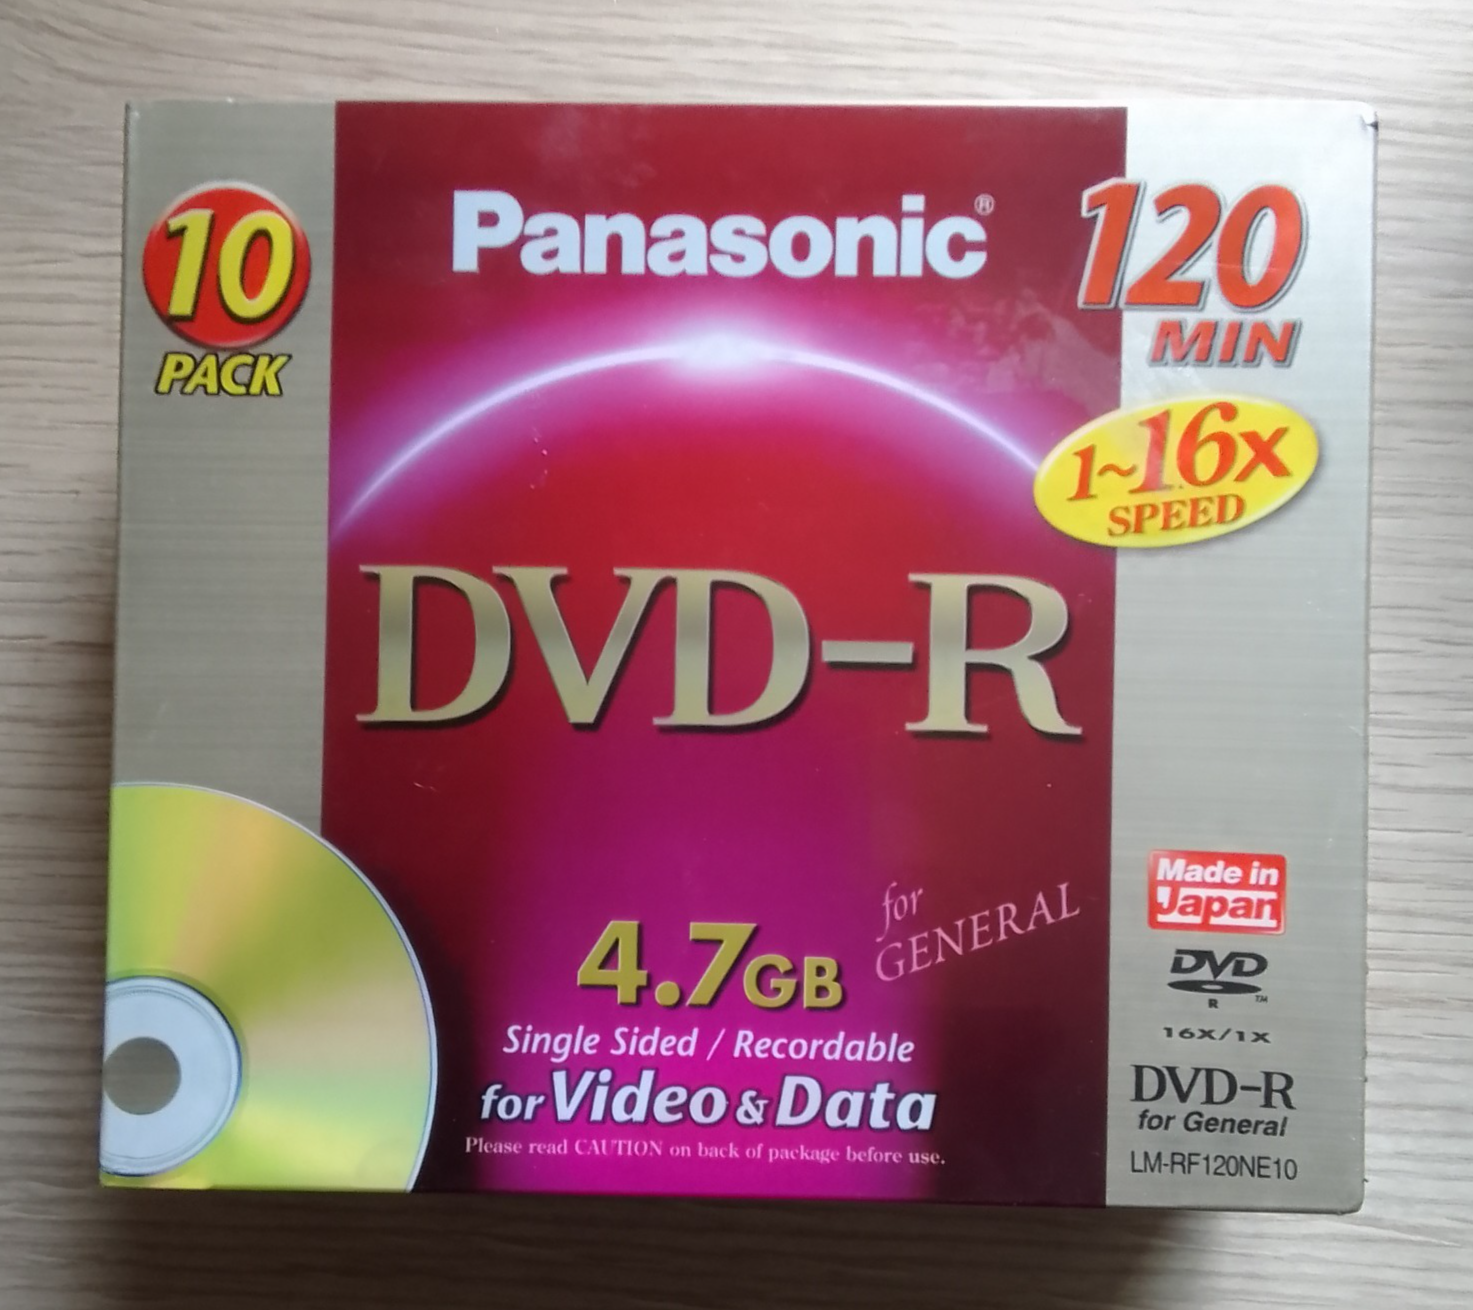 10
PACK
Panasonic®
120
MIN
1~16x
SPEED
DVD-R
for
GENERAL
4.7GB
Single Sided / Recordable
for Video & Data
Please read CAUTION on back of package before use.
Made in
Japan
DVD
R ™
16X/1X
DVD-R
for General
LM-RF120NE10